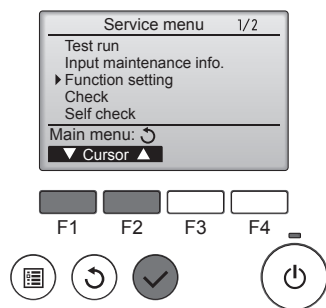 Service menu 1/2
Test run
Input maintenance info.
Function setting
Check
Self check
Main menu:
▼ Cursor ▲
F1 F2 F3 F4